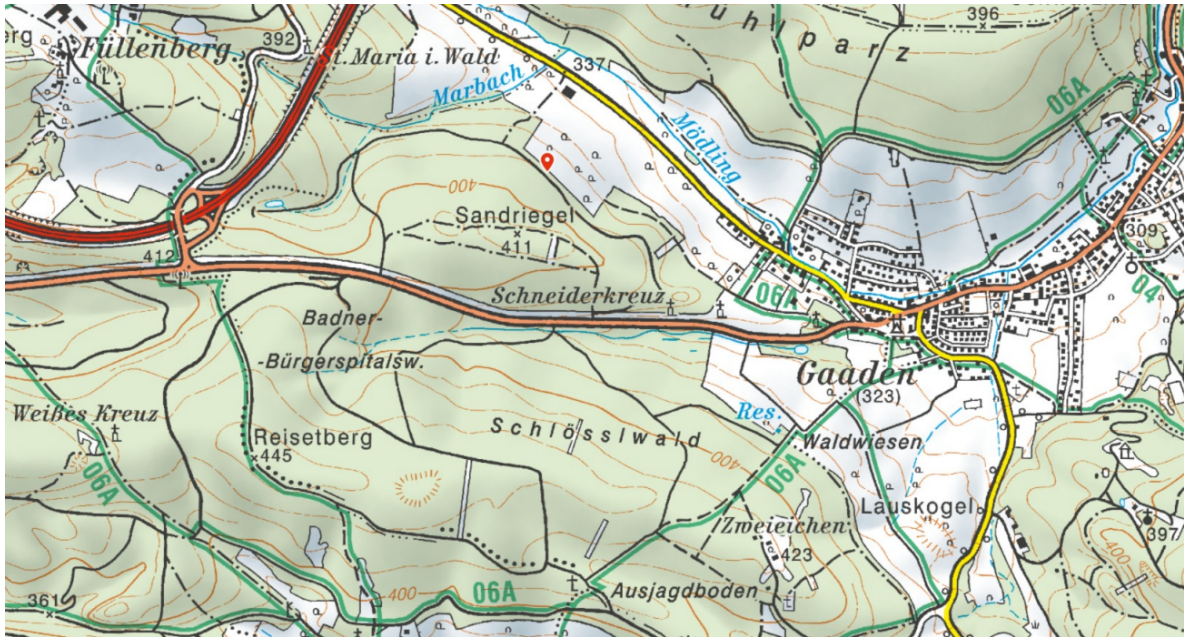 396
392
Füllenberg
erg
St. Maria i. Wald
uhlparz
337
Marbach
06A
Mödling
400
Sandriegel
411
412
309
Schneiderkreuz
04
Badner-
-Bürgerspitalsw.
Gaaden
(323)
Weißes Kreuz
Res.
Schlösslwald
Reisetberg
445
400
Waldwiesen
06A
06A
Lauskogel
Zweieichen
397
423
400
400
06A
Ausjagdboden
361